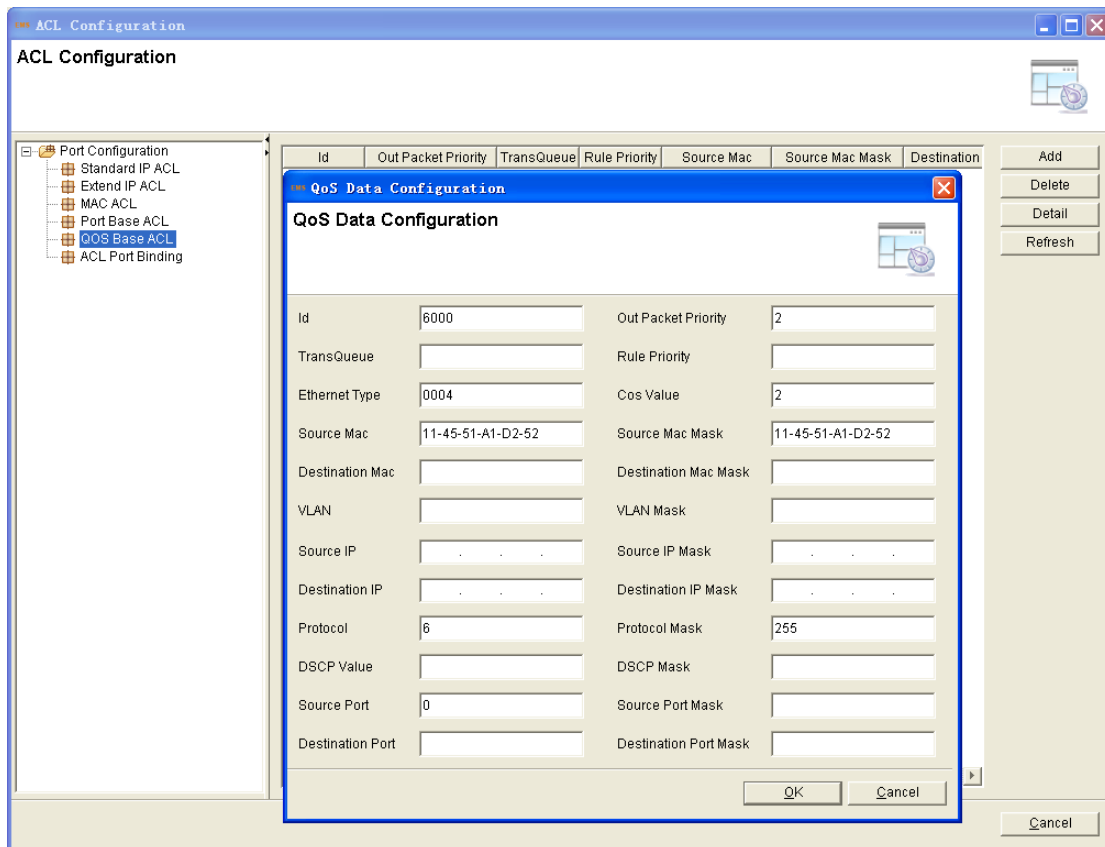 EMS ACL Configuration
ACL Configuration
Port Configuration
Standard IP ACL
Extend IP ACL
MAC ACL
Port Base ACL
QOS Base ACL
ACL Port Binding
Id Out Packet Priority TransQueue Rule Priority Source Mac Source Mac Mask Destination
Add
Delete
Detail
Refresh
EMS QoS Data Configuration
QoS Data Configuration
Id 6000 Out Packet Priority 2
TransQueue Rule Priority
Ethernet Type 0004 Cos Value 2
Source Mac 11-45-51-A1-D2-52 Source Mac Mask 11-45-51-A1-D2-52
Destination Mac Destination Mac Mask
VLAN VLAN Mask
Source IP . . . Source IP Mask . . .
Destination IP . . . Destination IP Mask . . .
Protocol 6 Protocol Mask 255
DSCP Value DSCP Mask
Source Port 0 Source Port Mask
Destination Port Destination Port Mask
OK Cancel
Cancel